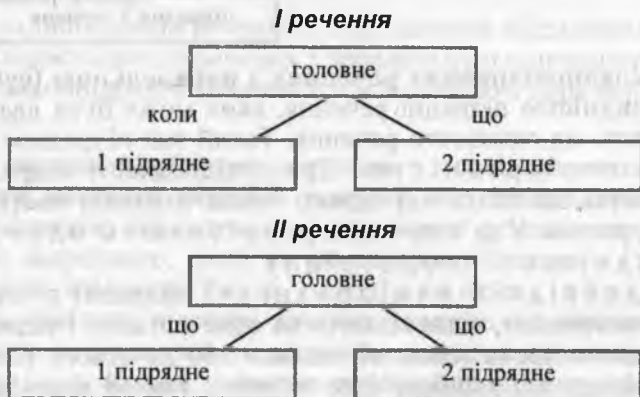 I речення
головне
коли що
1 підрядне 2 підрядне
II речення
головне
що що
1 підрядне 2 підрядне